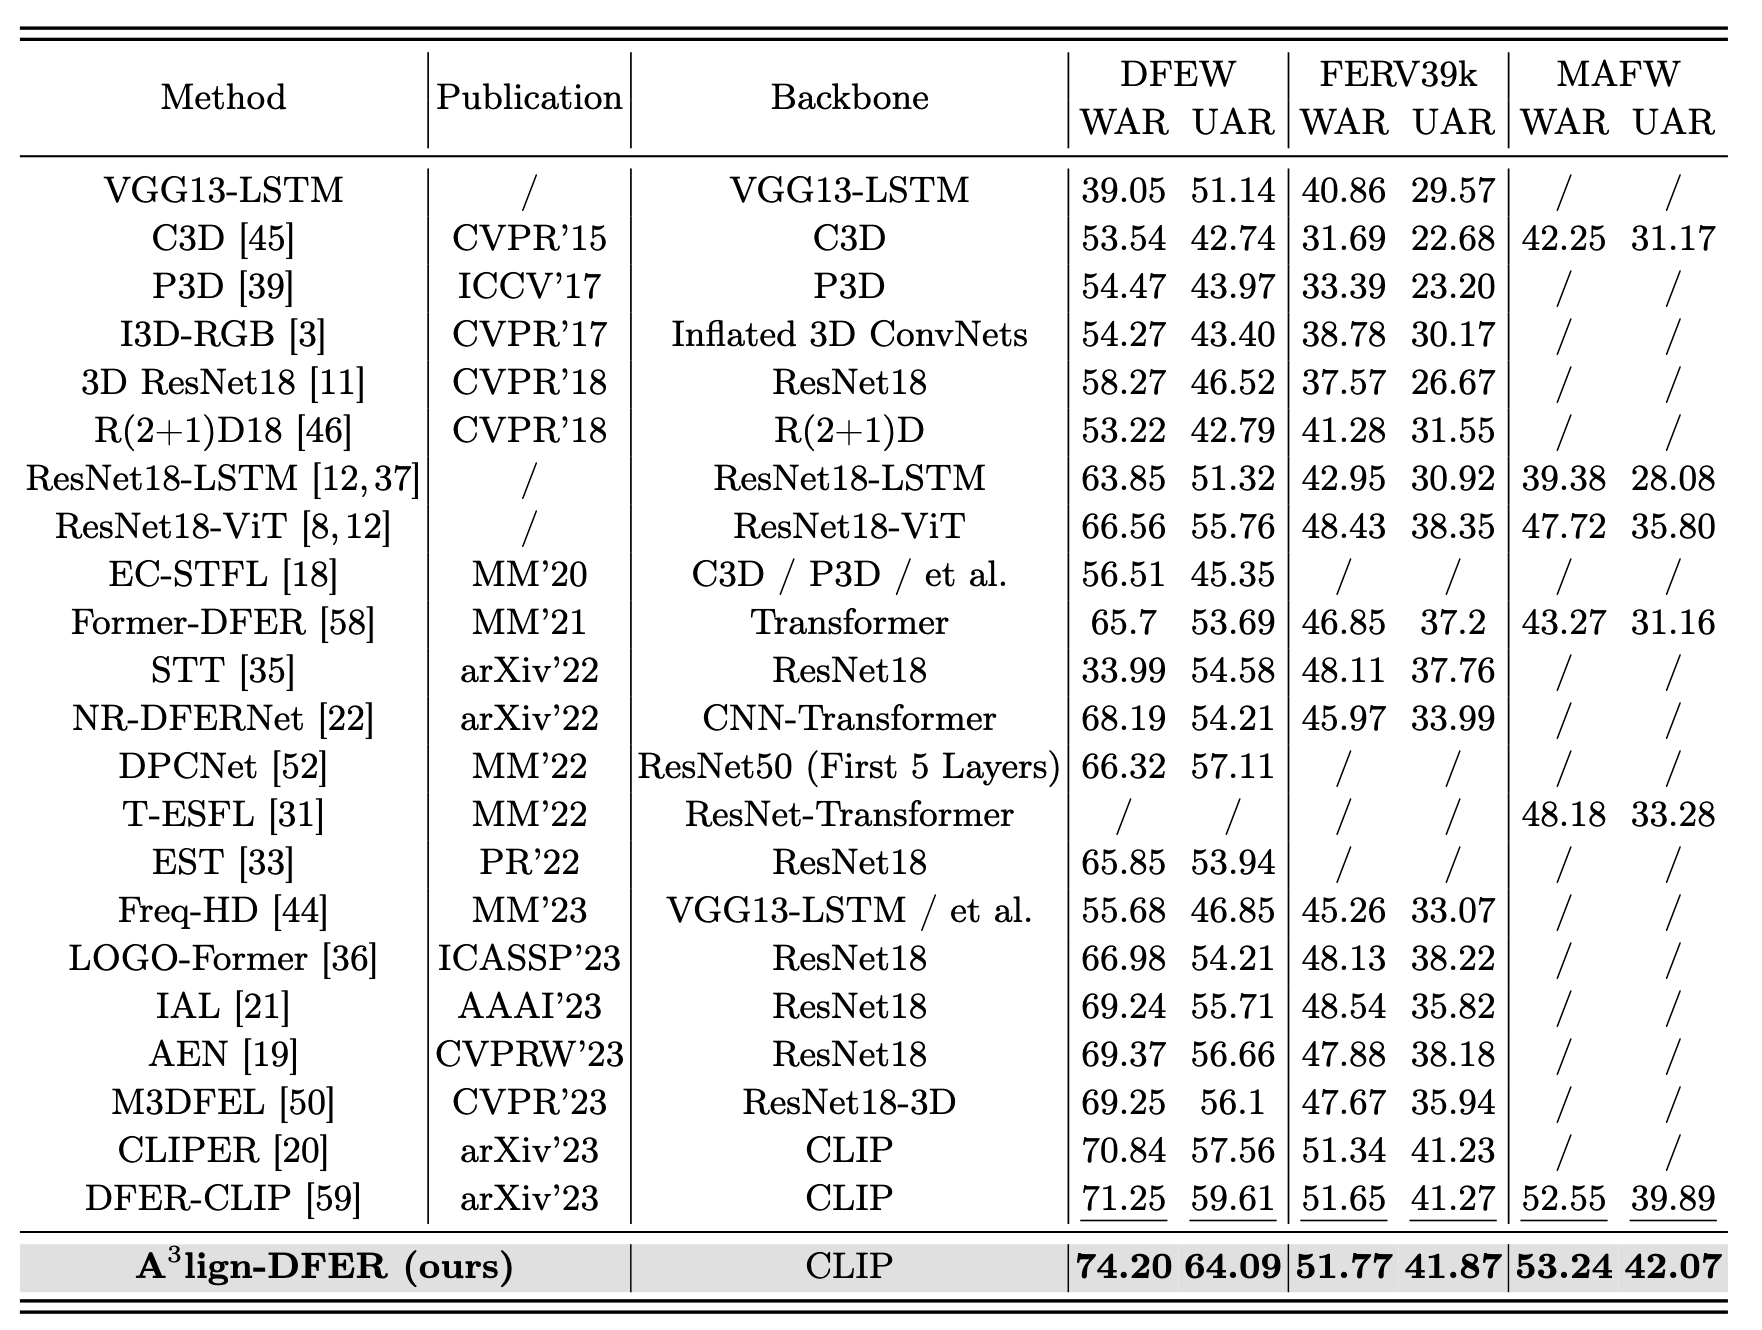 Method Publication Backbone DFEW FERV39k MAFW
WAR UAR WAR UAR WAR UAR
VGG13-LSTM / VGG13-LSTM 39.05 51.14 40.86 29.57 / /
C3D [45] CVPR'15 C3D 53.54 42.74 31.69 22.68 42.25 31.17
P3D [39] ICCV'17 P3D 54.47 43.97 33.39 23.20 / /
I3D-RGB [3] CVPR'17 Inflated 3D ConvNets 54.27 43.40 38.78 30.17 / /
3D ResNet18 [11] CVPR'18 ResNet18 58.27 46.52 37.57 26.67 / /
R(2+1)D18 [46] CVPR'18 R(2+1)D 53.22 42.79 41.28 31.55 / /
ResNet18-LSTM [12,37] / ResNet18-LSTM 63.85 51.32 42.95 30.92 39.38 28.08
ResNet18-ViT [8,12] / ResNet18-ViT 66.56 55.76 48.43 38.35 47.72 35.80
EC-STFL [18] MM'20 C3D / P3D / et al. 56.51 45.35 / / / /
Former-DFER [58] MM'21 Transformer 65.7 53.69 46.85 37.2 43.27 31.16
STT [35] arXiv'22 ResNet18 33.99 54.58 48.11 37.76 / /
NR-DFERNet [22] arXiv'22 CNN-Transformer 68.19 54.21 45.97 33.99 / /
DPCNet [52] MM'22 ResNet50 (First 5 Layers) 66.32 57.11 / / / /
T-ESFL [31] MM'22 ResNet-Transformer / / / / 48.18 33.28
EST [33] PR'22 ResNet18 65.85 53.94 / / / /
Freq-HD [44] MM'23 VGG13-LSTM / et al. 55.68 46.85 45.26 33.07 / /
LOGO-Former [36] ICASSP'23 ResNet18 66.98 54.21 48.13 38.22 / /
IAL [21] AAAI'23 ResNet18 69.24 55.71 48.54 35.82 / /
AEN [19] CVPRW'23 ResNet18 69.37 56.66 47.88 38.18 / /
M3DFEL [50] CVPR'23 ResNet18-3D 69.25 56.1 47.67 35.94 / /
CLIPER [20] arXiv'23 CLIP 70.84 57.56 51.34 41.23 / /
DFER-CLIP [59] arXiv'23 CLIP 71.25 59.61 51.65 41.27 52.55 39.89
A³lign-DFER (ours) CLIP 74.20 64.09 51.77 41.87 53.24 42.07